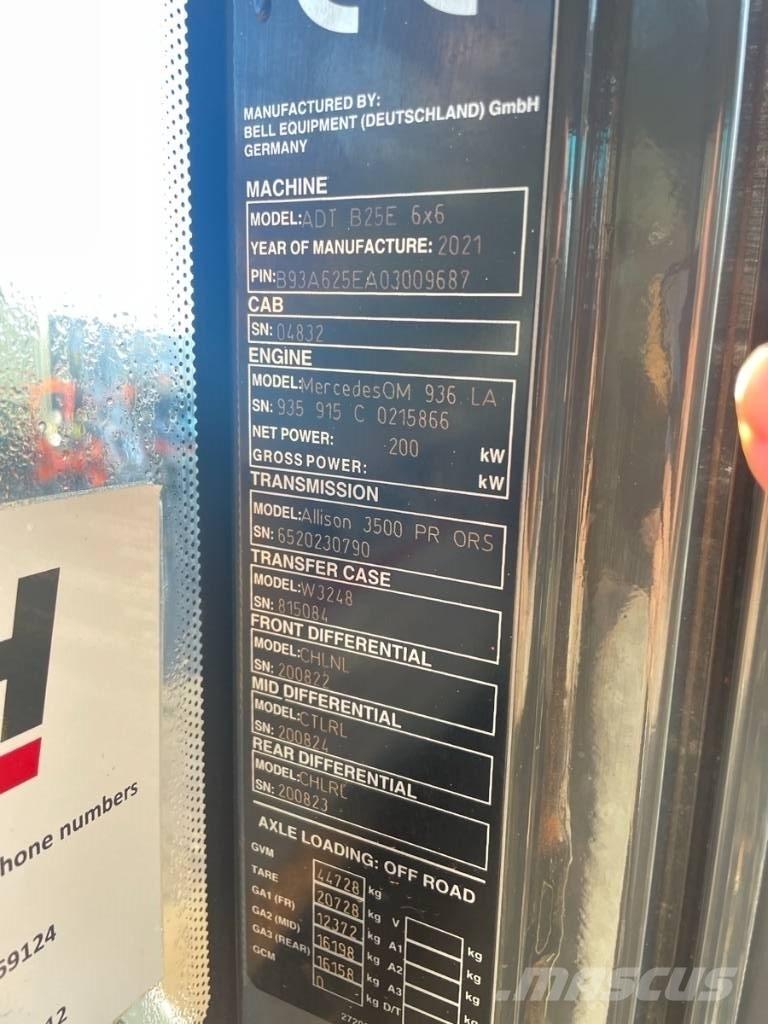 MANUFACTURED BY:
BELL EQUIPMENT (DEUTSCHLAND) GmbH
GERMANY
MACHINE
MODEL: ADT B25E 6x6
YEAR OF MANUFACTURE: 2021
PIN: B93A625EA03009687
CAB
SN: 04832
ENGINE
MODEL: MercedesOM 936 LA
SN: 935 915 C 0215866
NET POWER: 200 kW
GROSS POWER: kW
TRANSMISSION
MODEL: Allison 3500 PR ORS
SN: 6520230790
TRANSFER CASE
MODEL: W3248
SN: 815084
FRONT DIFFERENTIAL
MODEL: CHLNL
SN: 200822
MID DIFFERENTIAL
MODEL: CTLRL
SN: 200824
REAR DIFFERENTIAL
MODEL: CHLRL
SN: 200823
AXLE LOADING: OFF ROAD
GVM 44728 kg
TARE 20728 kg V kg
GA1 (FR) 12372 kg A1 kg
GA2 (MID) 16198 kg A2 kg
GA3 (REAR) 16158 kg A3 kg
GCM 0 kg D/T kg
hone numbers
59124
12
MASCUS